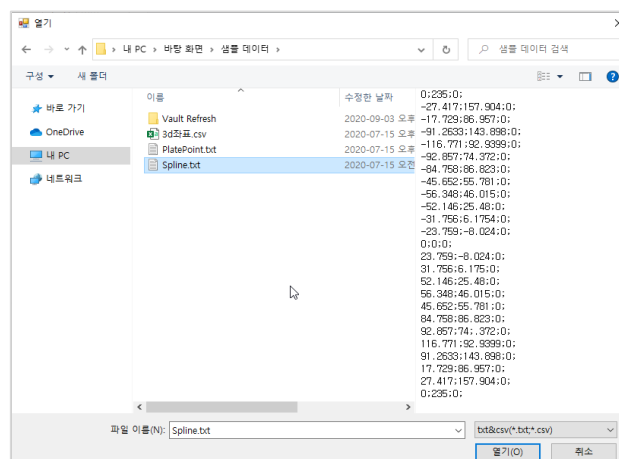 열기
내 PC > 바탕 화면 > 샘플 데이터 >
샘플 데이터 검색
구성 새 폴더
이름 수정한 날짜
바로 가기
OneDrive
내 PC
네트워크
Vault Refresh 2020-09-03 오후
3d좌표.csv 2020-07-15 오후
PlatePoint.txt 2020-07-15 오후
Spline.txt 2020-07-15 오전
0;235;0;
-27.417;157.904;0;
-17.729;86.957;0;
-91.2633;143.898;0;
-116.771;92.9399;0;
-92.857;74.372;0;
-84.758;86.823;0;
-45.652;55.781;0;
-56.348;46.015;0;
-52.146;25.48;0;
-31.756;6.1754;0;
-23.759;-8.024;0;
0;0;0;
23.759;-8.024;0;
31.756;6.175;0;
52.146;25.48;0;
56.348;46.015;0;
45.652;55.781;0;
84.758;86.823;0;
92.857;74;.372;0;
116.771;92.9399;0;
91.2633;143.898;0;
17.729;86.957;0;
27.417;157.904;0;
0;235;0;
파일 이름(N): Spline.txt
txt&csv(*.txt;*.csv)
열기(O) 취소